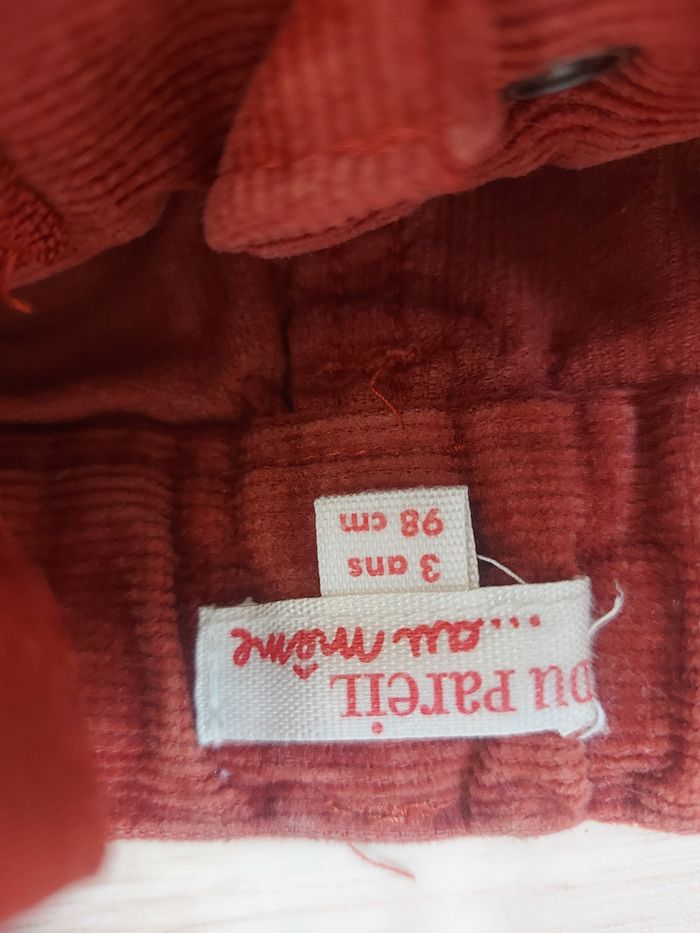 DU PAREIL
...au même
3 ans
98 cm